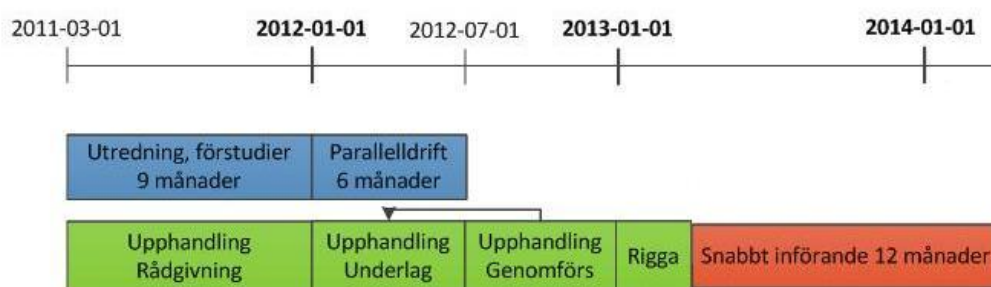 2011-03-01 2012-01-01 2012-07-01 2013-01-01 2014-01-01
Utredning, förstudier
9 månader
Parallelldrift
6 månader
Upphandling
Rådgivning
Upphandling
Underlag
Upphandling
Genomförs
Rigga
Snabbt införande 12 månader